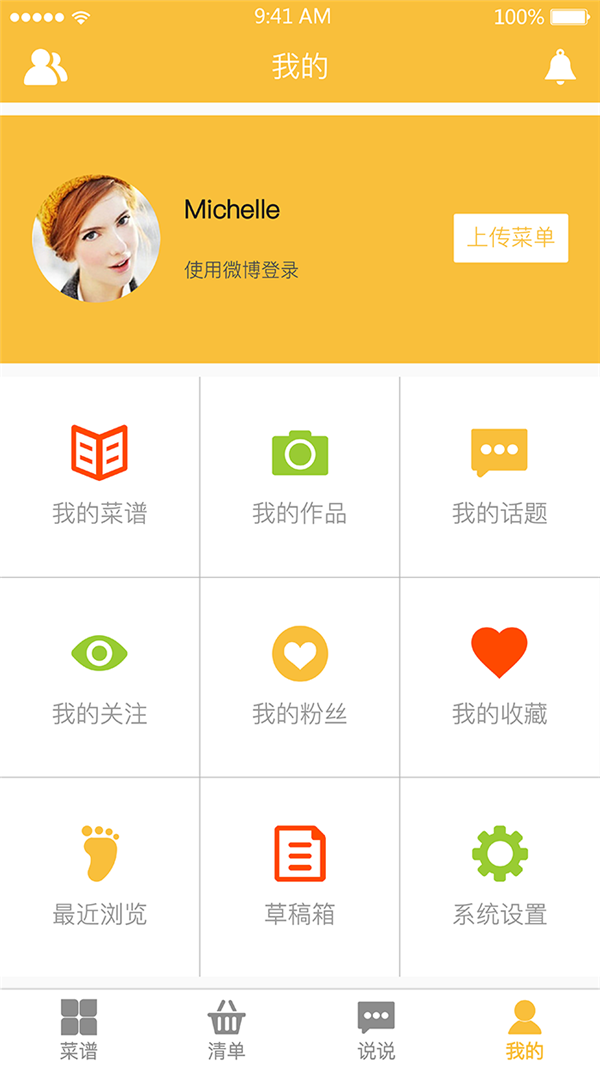 9:41 AM
100%
我的
Michelle
上传菜单
使用微博登录
我的菜谱
我的作品
我的话题
我的关注
我的粉丝
我的收藏
最近浏览
草稿箱
系统设置
菜谱
清单
说说
我的